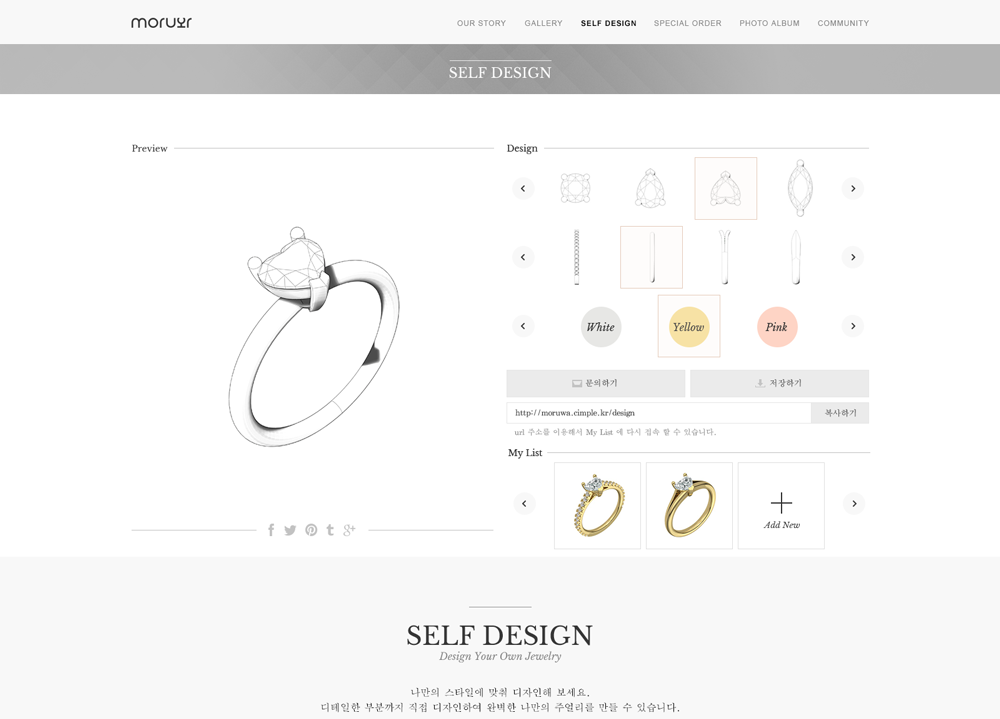 moruwr
OUR STORY GALLERY SELF DESIGN SPECIAL ORDER PHOTO ALBUM COMMUNITY
SELF DESIGN
Preview
Design
White Yellow Pink
문의하기 저장하기
http://moruwa.cimple.kr/design 복사하기
url 주소를 이용해서 My List 에 다시 접속 할 수 있습니다.
My List
Add New
SELF DESIGN
Design Your Own Jewelry
나만의 스타일에 맞춰 디자인해 보세요.
디테일한 부분까지 직접 디자인하여 완벽한 나만의 주얼리를 만들 수 있습니다.